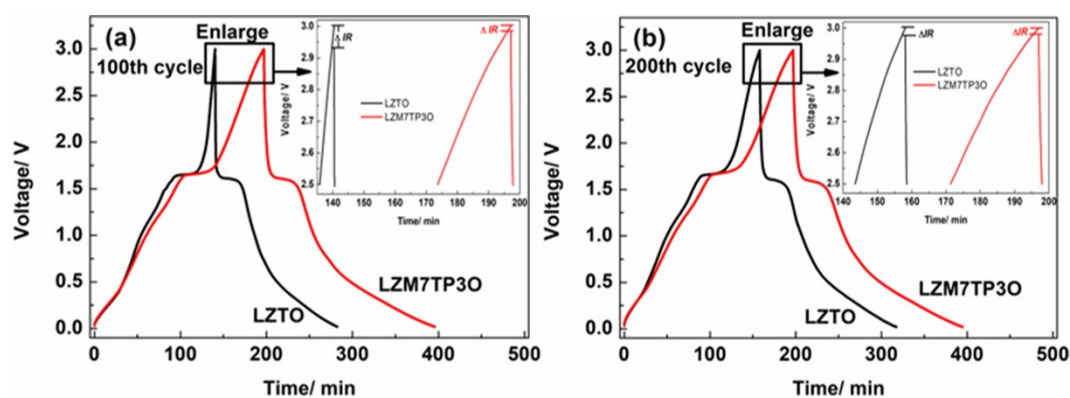 (a)
Enlarge
100th cycle
Voltage/ V
3.0
2.5
2.0
1.5
1.0
0.5
0.0
0 100 200 300 400 500
Time/ min
LZTO
LZM7TP3O
Voltage/ V
3.0
2.9
2.8
2.7
2.6
2.5
Δ IR
Δ IR
LZTO
LZM7TP3O
140 150 160 170 180 190 200
Time/ min
(b)
Enlarge
200th cycle
Voltage/ V
3.0
2.5
2.0
1.5
1.0
0.5
0.0
0 100 200 300 400 500
Time/ min
LZTO
LZM7TP3O
Voltage/ V
3.0
2.9
2.8
2.7
2.6
2.5
ΔIR
ΔIR
LZTO
LZM7TP3O
140 150 160 170 180 190 200
Time/ min